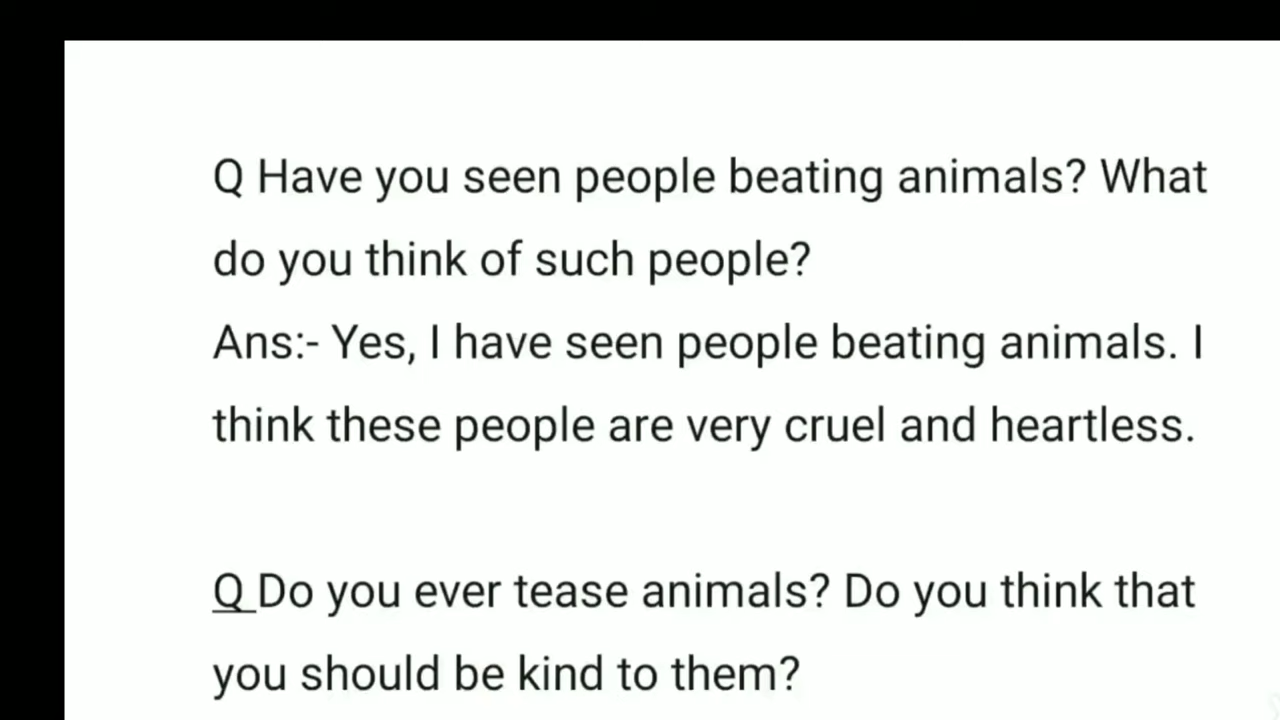 Q Have you seen people beating animals? What
do you think of such people?
Ans:- Yes, I have seen people beating animals. I
think these people are very cruel and heartless.
Q Do you ever tease animals? Do you think that
you should be kind to them?